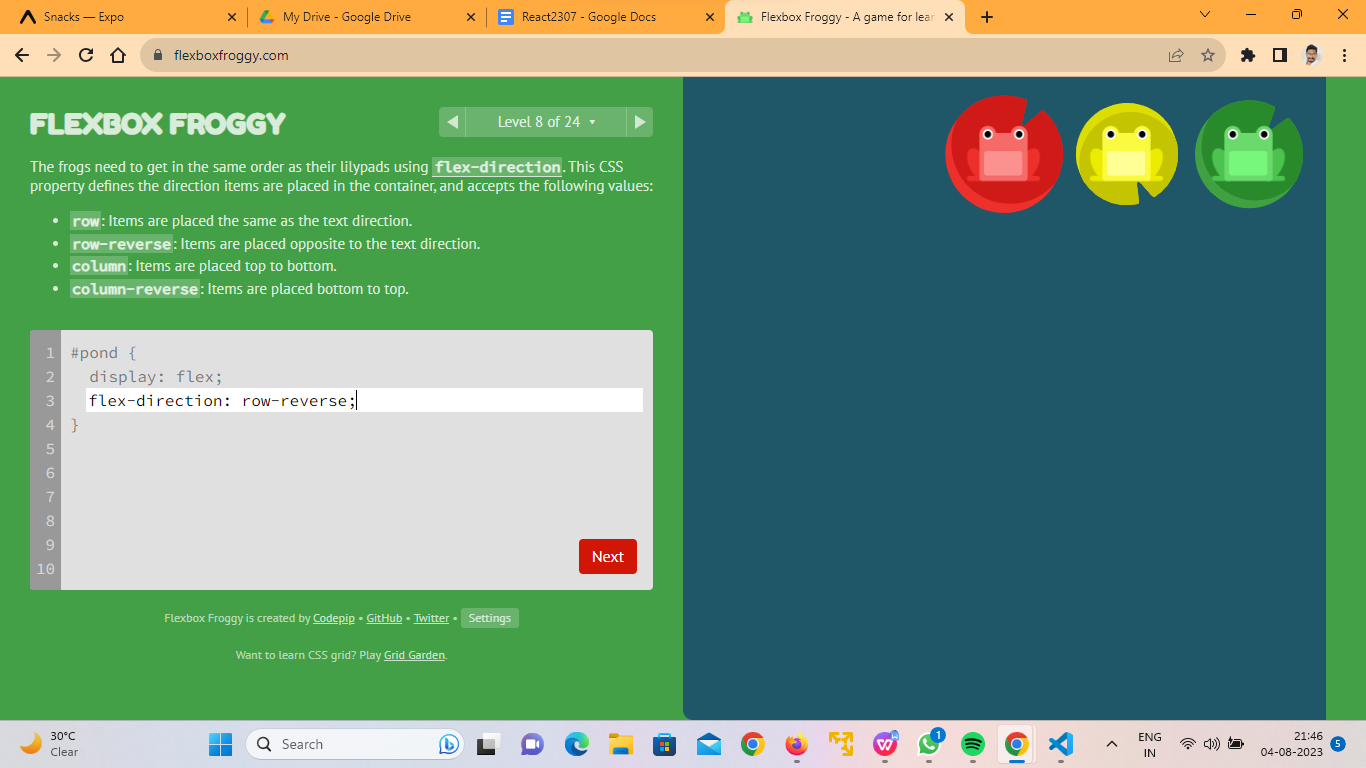 Snacks — Expo
My Drive - Google Drive
React2307 - Google Docs
Flexbox Froggy - A game for lear
flexboxfroggy.com
FLEXBOX FROGGY
Level 8 of 24
The frogs need to get in the same order as their lilypads using flex-direction. This CSS
property defines the direction items are placed in the container, and accepts the following values:
• row: Items are placed the same as the text direction.
• row-reverse: Items are placed opposite to the text direction.
• column: Items are placed top to bottom.
• column-reverse: Items are placed bottom to top.
1 #pond {
2 display: flex;
3 flex-direction: row-reverse;
4 }
5
6
7
8
9
10
Next
Flexbox Froggy is created by Codepip • GitHub • Twitter • Settings
Want to learn CSS grid? Play Grid Garden.
30°C
Clear
Search
1
ENG
IN
21:46
04-08-2023
5